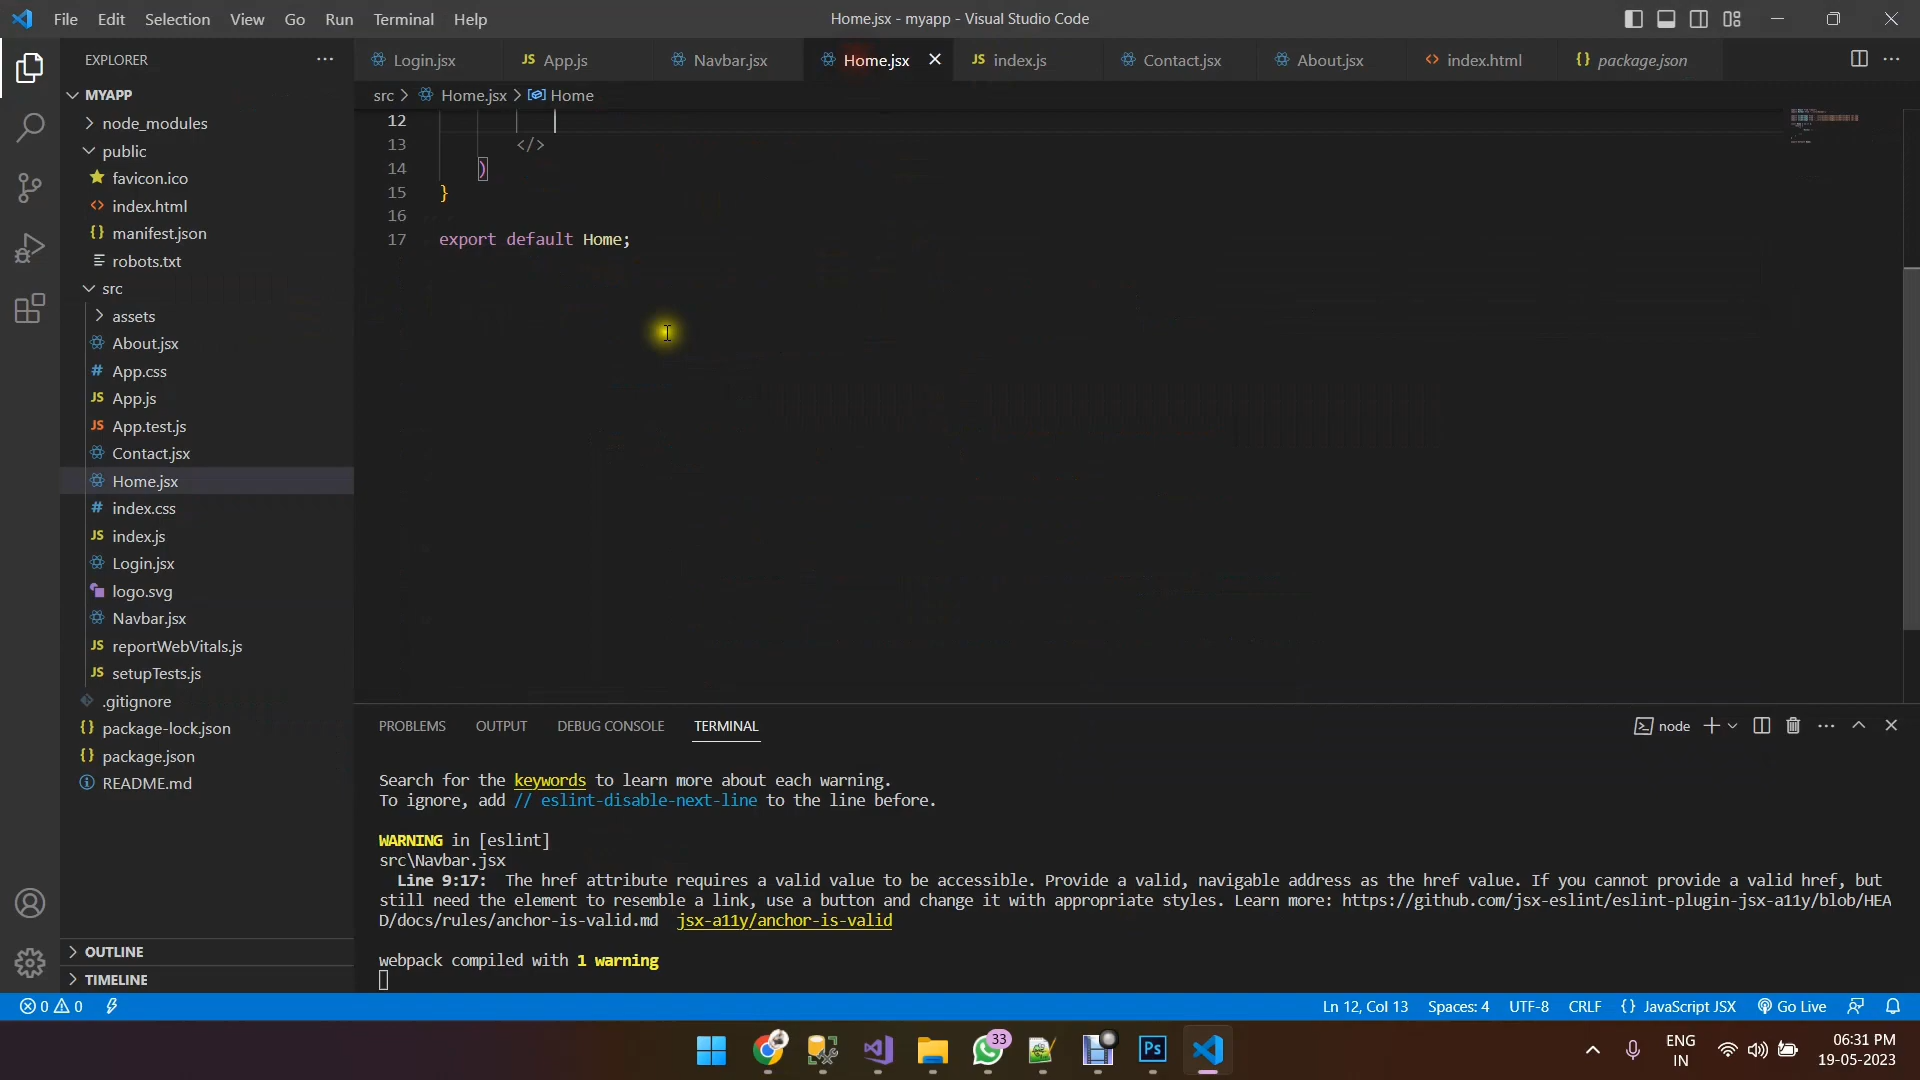 File Edit Selection View Go Run Terminal Help
Home.jsx - myapp - Visual Studio Code
EXPLORER
Login.jsx
JS App.js
Navbar.jsx
Home.jsx
JS index.js
Contact.jsx
About.jsx
<> index.html
{} package.json
src > Home.jsx > Home
MYAPP
node_modules
public
favicon.ico
<> index.html
{} manifest.json
robots.txt
src
assets
About.jsx
# App.css
JS App.js
JS App.test.js
Contact.jsx
Home.jsx
# index.css
JS index.js
Login.jsx
logo.svg
Navbar.jsx
JS reportWebVitals.js
JS setupTests.js
.gitignore
{} package-lock.json
{} package.json
README.md
OUTLINE
TIMELINE
12
13 </>
14 )
15 }
16
17 export default Home;
PROBLEMS OUTPUT DEBUG CONSOLE TERMINAL
node
Search for the keywords to learn more about each warning.
To ignore, add // eslint-disable-next-line to the line before.
WARNING in [eslint]
src\Navbar.jsx
Line 9:17: The href attribute requires a valid value to be accessible. Provide a valid, navigable address as the href value. If you cannot provide a valid href, but
still need the element to resemble a link, use a button and change it with appropriate styles. Learn more: https://github.com/jsx-eslint/eslint-plugin-jsx-a11y/blob/HEA
D/docs/rules/anchor-is-valid.md jsx-a11y/anchor-is-valid
webpack compiled with 1 warning
0 0
Ln 12, Col 13 Spaces: 4 UTF-8 CRLF {} JavaScript JSX Go Live
33
Ps
ENG
IN
06:31 PM
19-05-2023